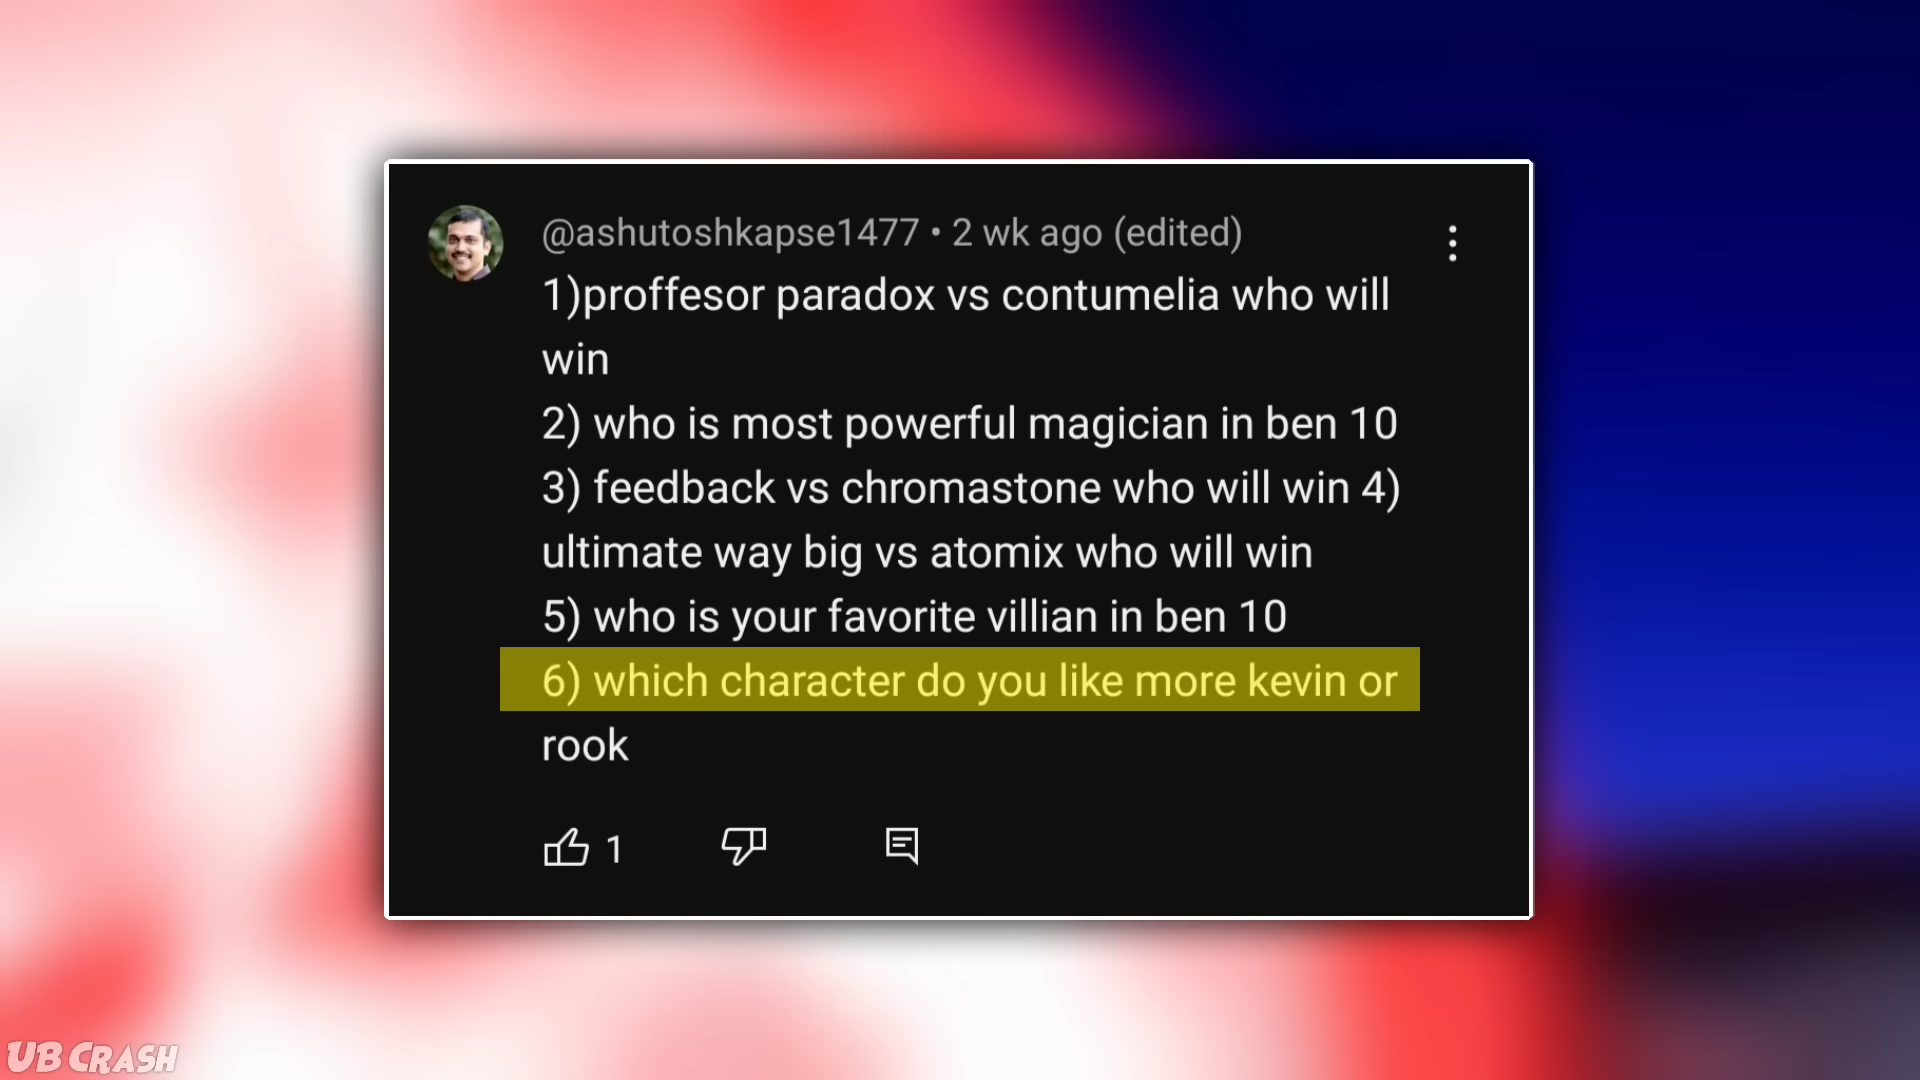 @ashutoshkapse1477 • 2 wk ago (edited)
1)proffesor paradox vs contumelia who will
win
2) who is most powerful magician in ben 10
3) feedback vs chromastone who will win 4)
ultimate way big vs atomix who will win
5) who is your favorite villian in ben 10
6) which character do you like more kevin or
rook
1
UB CRASH